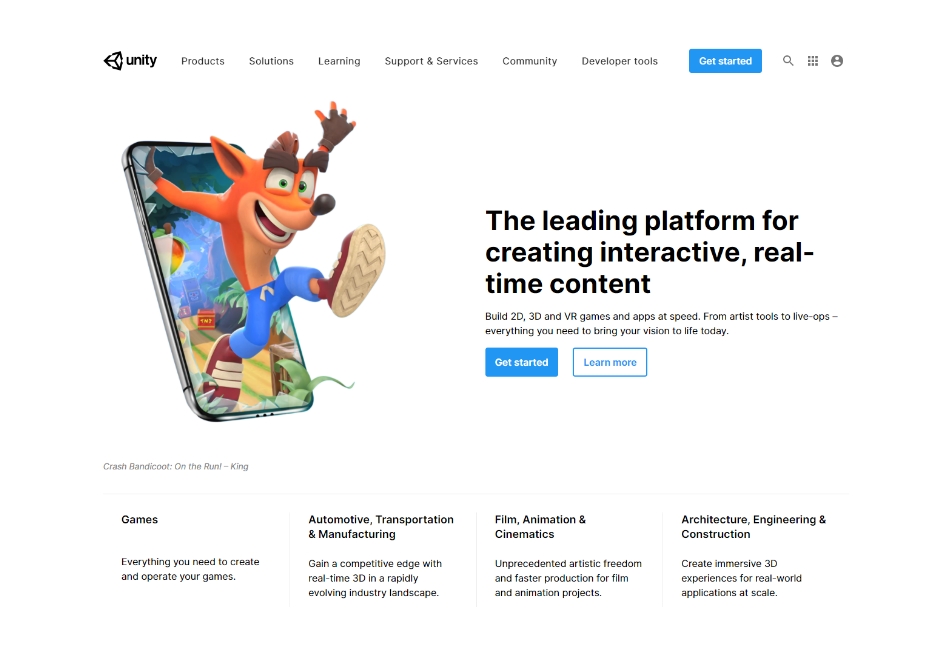 unity Products Solutions Learning Support & Services Community Developer tools Get started
The leading platform for
creating interactive, real-
time content
Build 2D, 3D and VR games and apps at speed. From artist tools to live-ops –
everything you need to bring your vision to life today.
Get started Learn more
TNT
Crash Bandicoot: On the Run! – King
Games
Everything you need to create
and operate your games.
Automotive, Transportation
& Manufacturing
Gain a competitive edge with
real-time 3D in a rapidly
evolving industry landscape.
Film, Animation &
Cinematics
Unprecedented artistic freedom
and faster production for film
and animation projects.
Architecture, Engineering &
Construction
Create immersive 3D
experiences for real-world
applications at scale.